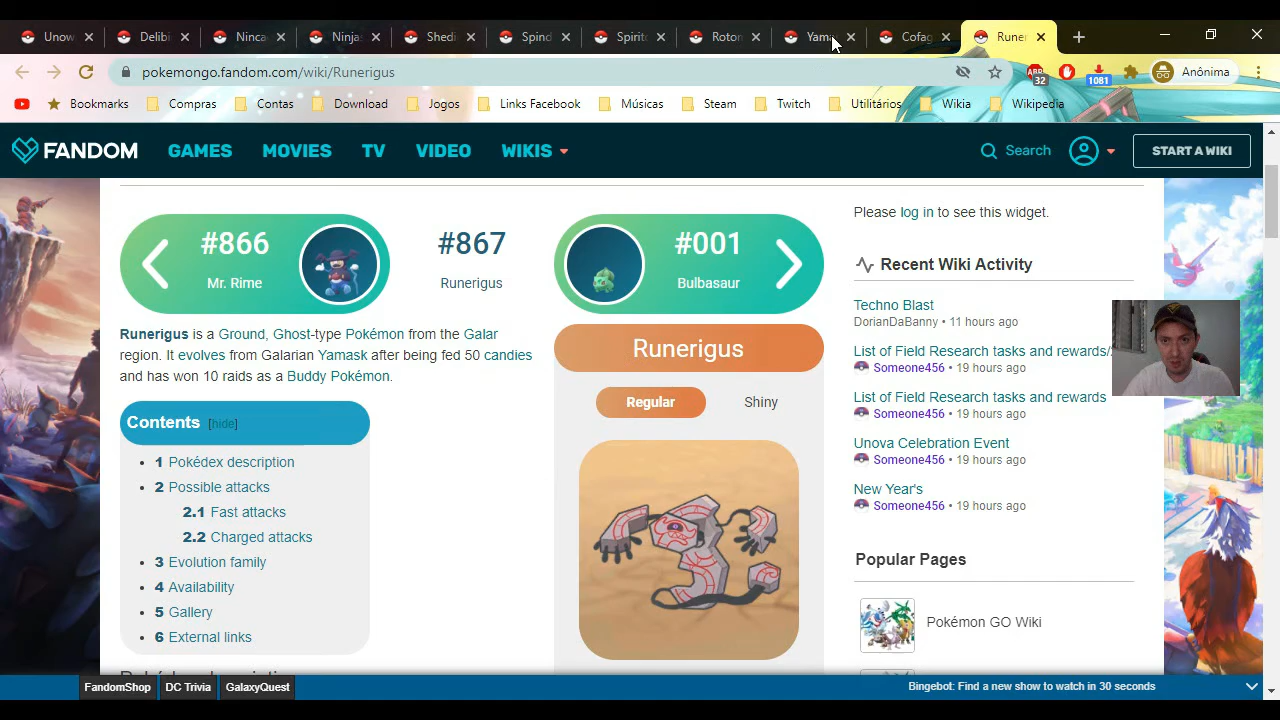 Unow
Delibi
Ninca
Ninja
Shedi
Spind
Spirit
Roton
Yama
Cofag
Runer
pokemongo.fandom.com/wiki/Runerigus
ABP
32
1081
Anônima
Bookmarks
Compras
Contas
Download
Jogos
Links Facebook
Músicas
Steam
Twitch
Utilitários
Wikia
Wikipedia
FANDOM
GAMES
MOVIES
TV
VIDEO
WIKIS
Search
START A WIKI
#866
Mr. Rime
#867
Runerigus
#001
Bulbasaur
Please log in to see this widget.
Runerigus is a Ground, Ghost-type Pokémon from the Galar
region. It evolves from Galarian Yamask after being fed 50 candies
and has won 10 raids as a Buddy Pokémon.
Contents [hide]
1 Pokédex description
2 Possible attacks
2.1 Fast attacks
2.2 Charged attacks
3 Evolution family
4 Availability
5 Gallery
6 External links
Runerigus
Regular
Shiny
Recent Wiki Activity
Techno Blast
DorianDaBanny • 11 hours ago
List of Field Research tasks and rewards/
Someone456 • 19 hours ago
List of Field Research tasks and rewards
Someone456 • 19 hours ago
Unova Celebration Event
Someone456 • 19 hours ago
New Year's
Someone456 • 19 hours ago
Popular Pages
Pokémon GO Wiki
FandomShop
DC Trivia
GalaxyQuest
Bingebot: Find a new show to watch in 30 seconds